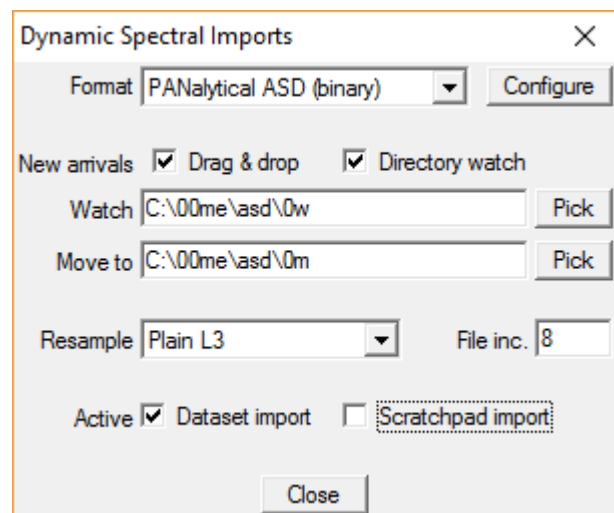 Dynamic Spectral Imports
Format PANalytical ASD (binary) Configure
New arrivals Drag & drop Directory watch
Watch C:\00me\asd\0w Pick
Move to C:\00me\asd\0m Pick
Resample Plain L3 File inc. 8
Active Dataset import Scratchpad import
Close